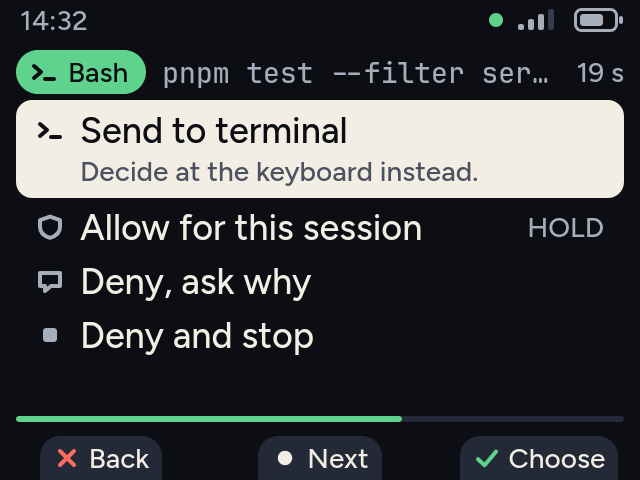 14:32
Bash pnpm test --filter ser… 19 s
Send to terminal
Decide at the keyboard instead.
Allow for this session HOLD
Deny, ask why
Deny and stop
Back Next Choose